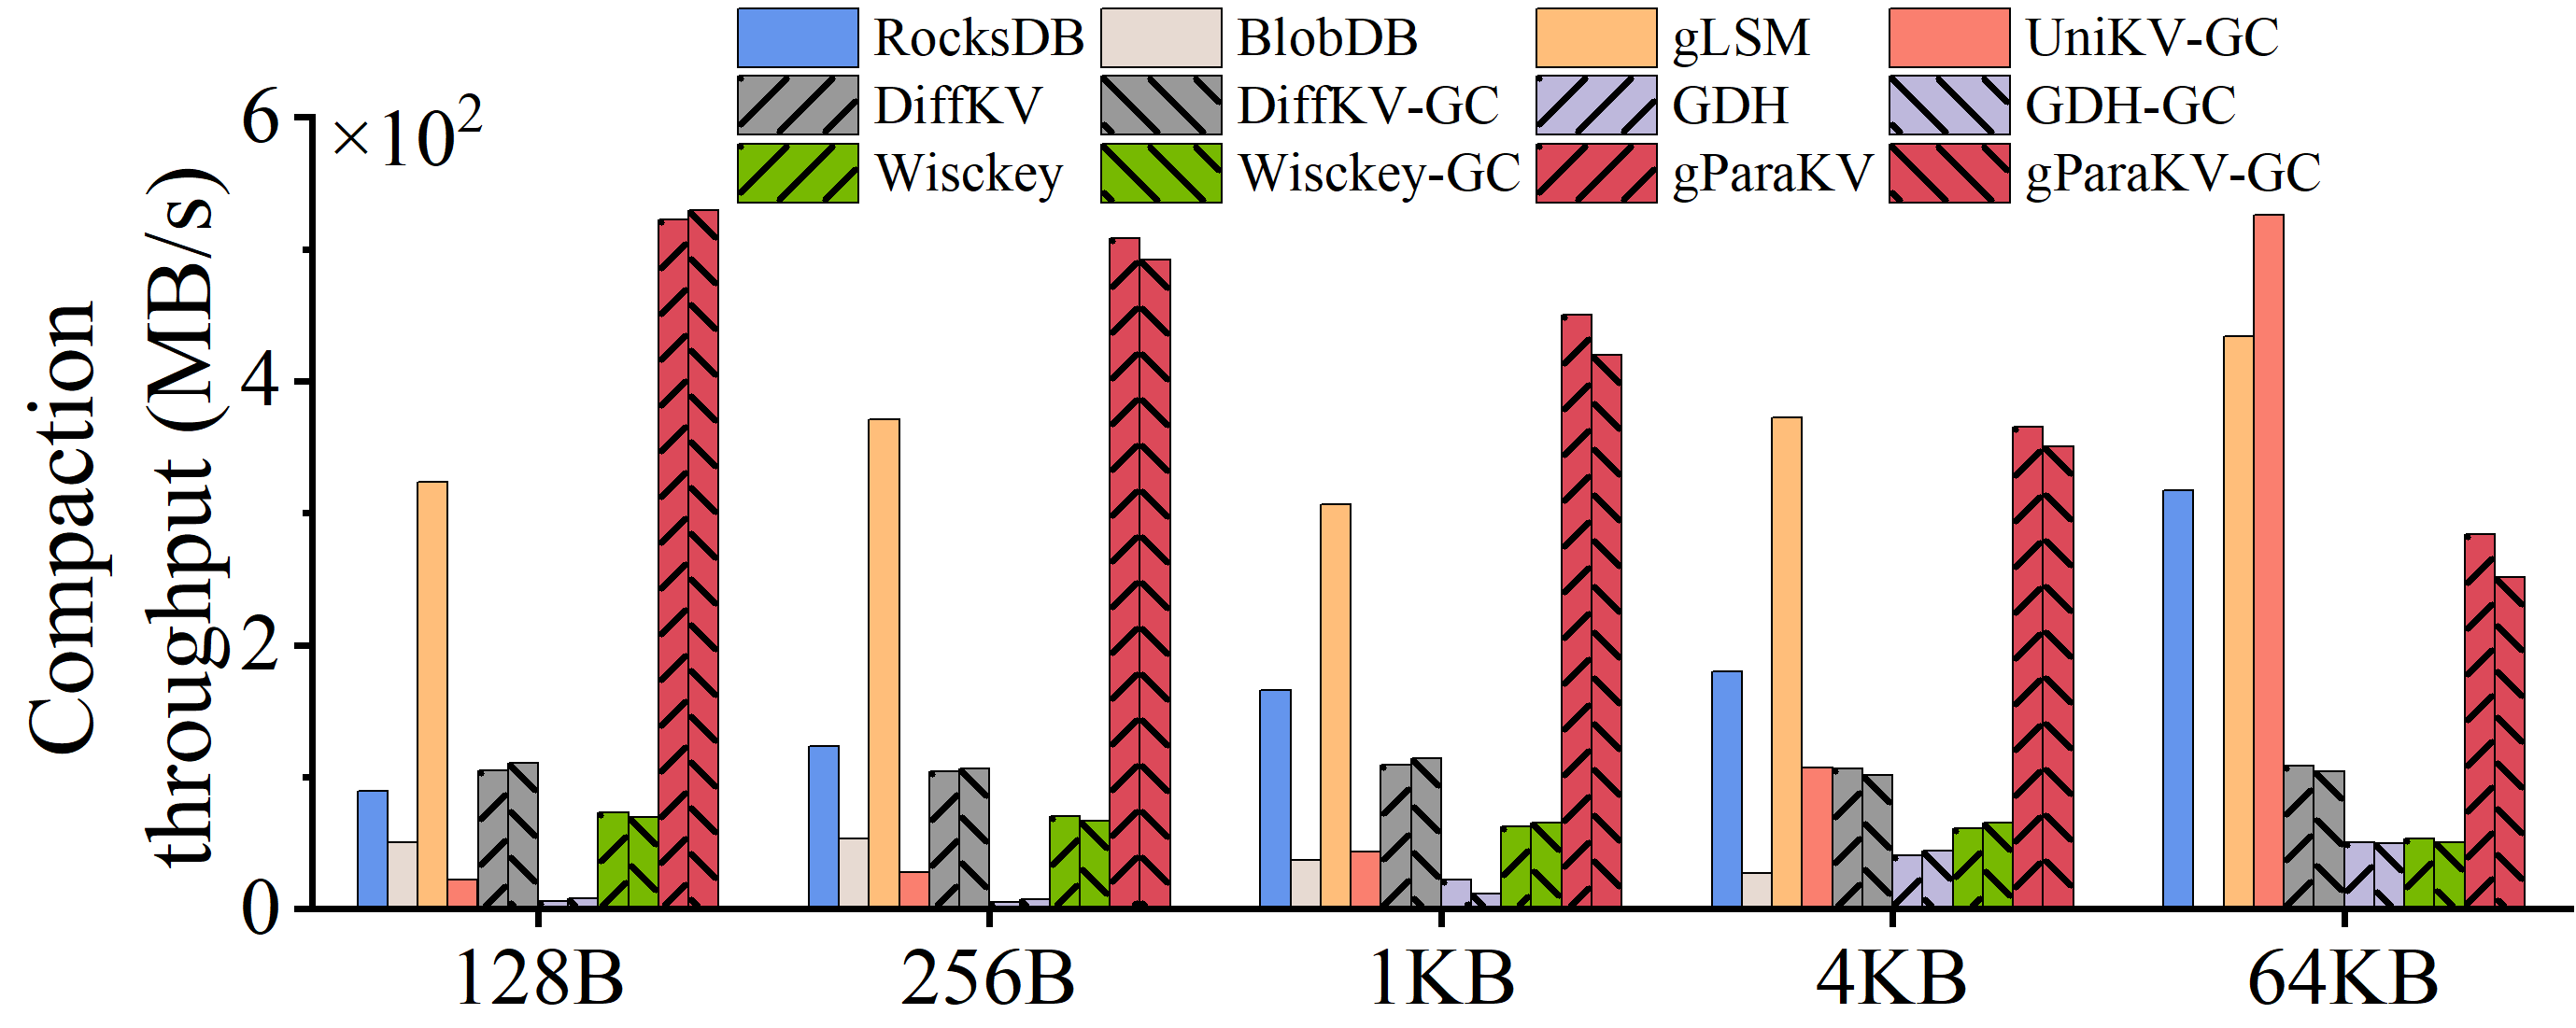 RocksDB BlobDB gLSM UniKV-GC
DiffKV DiffKV-GC GDH GDH-GC
Wisckey Wisckey-GC gParaKV gParaKV-GC
×10²
Compaction
throughput (MB/s)
6
4
2
0
128B 256B 1KB 4KB 64KB